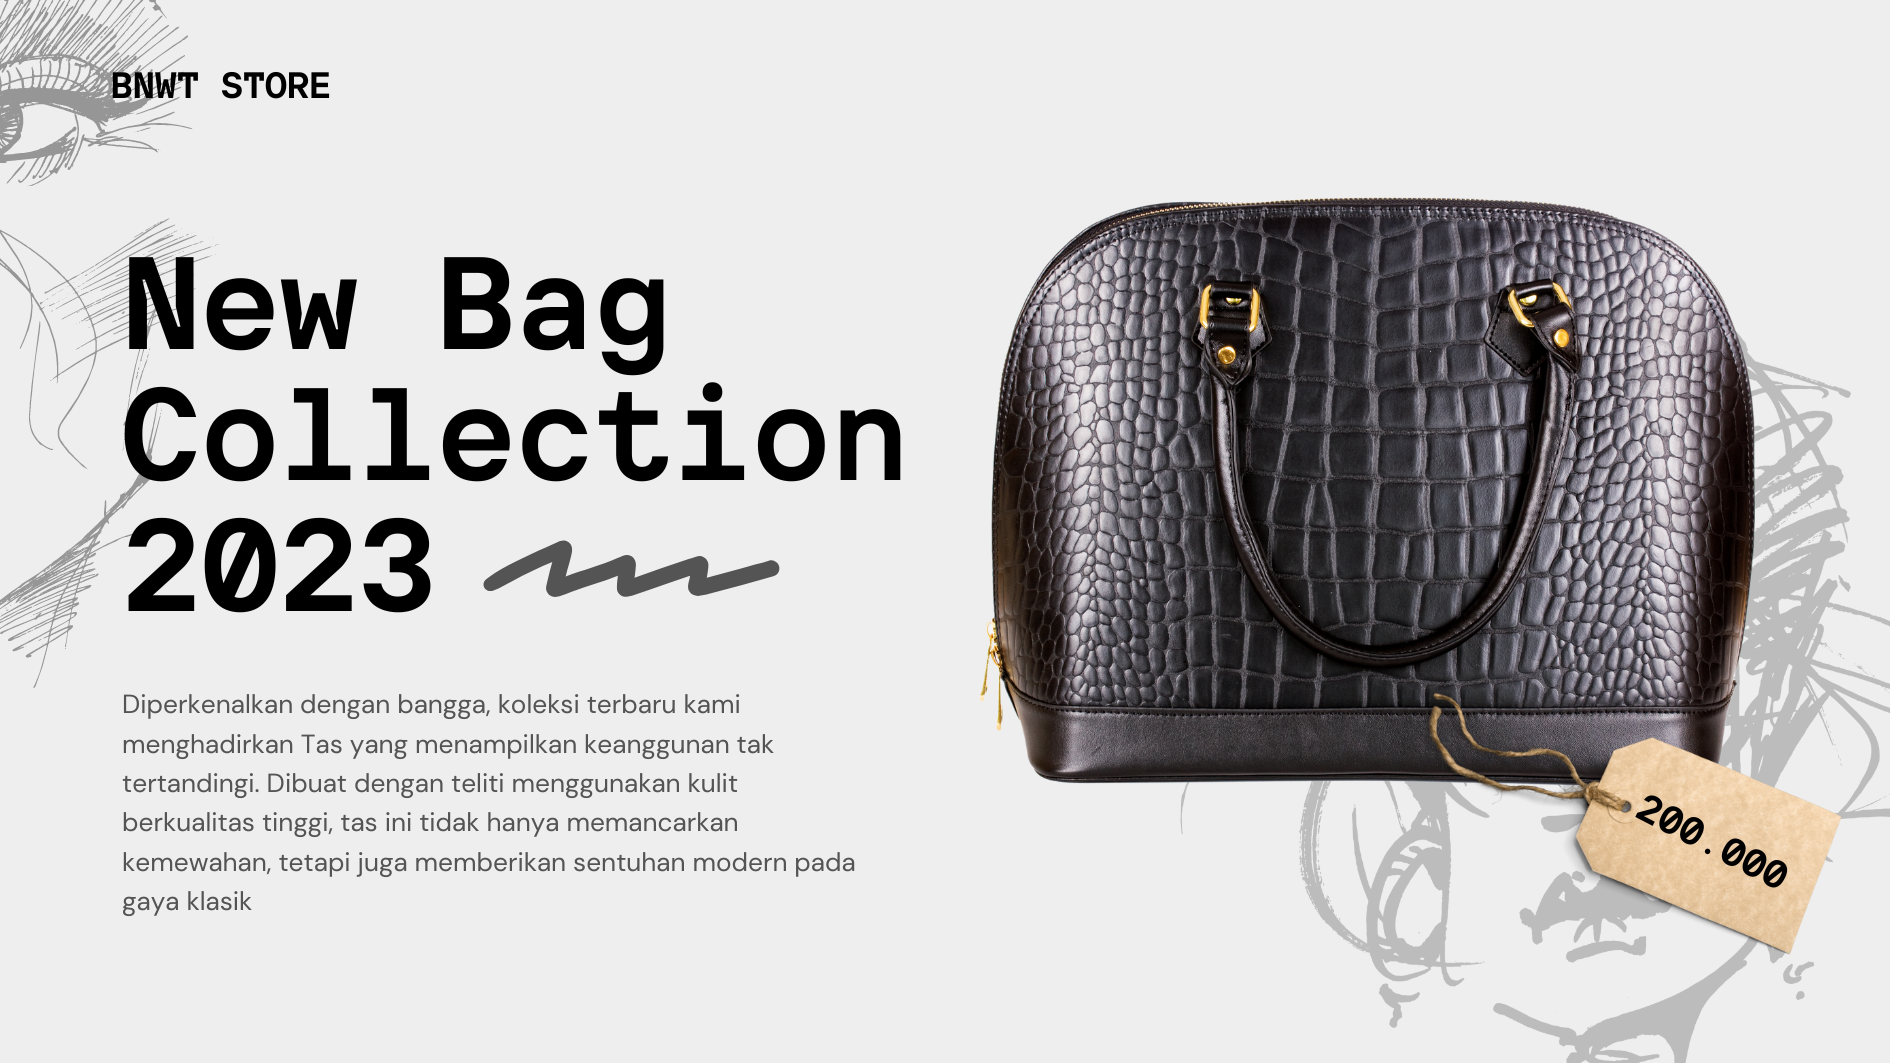 BNWT STORE
New Bag
Collection
2023
Diperkenalkan dengan bangga, koleksi terbaru kami
menghadirkan Tas yang menampilkan keanggunan tak
tertandingi. Dibuat dengan teliti menggunakan kulit
berkualitas tinggi, tas ini tidak hanya memancarkan
kemewahan, tetapi juga memberikan sentuhan modern pada
gaya klasik
200.000